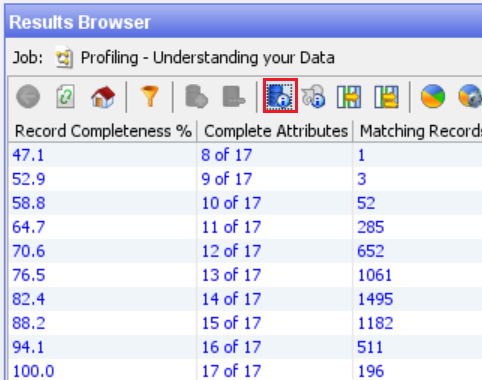 Results Browser
Job: Profiling - Understanding your Data
Record Completeness % Complete Attributes Matching Records
47.1 8 of 17 1
52.9 9 of 17 3
58.8 10 of 17 52
64.7 11 of 17 285
70.6 12 of 17 652
76.5 13 of 17 1061
82.4 14 of 17 1495
88.2 15 of 17 1182
94.1 16 of 17 511
100.0 17 of 17 196